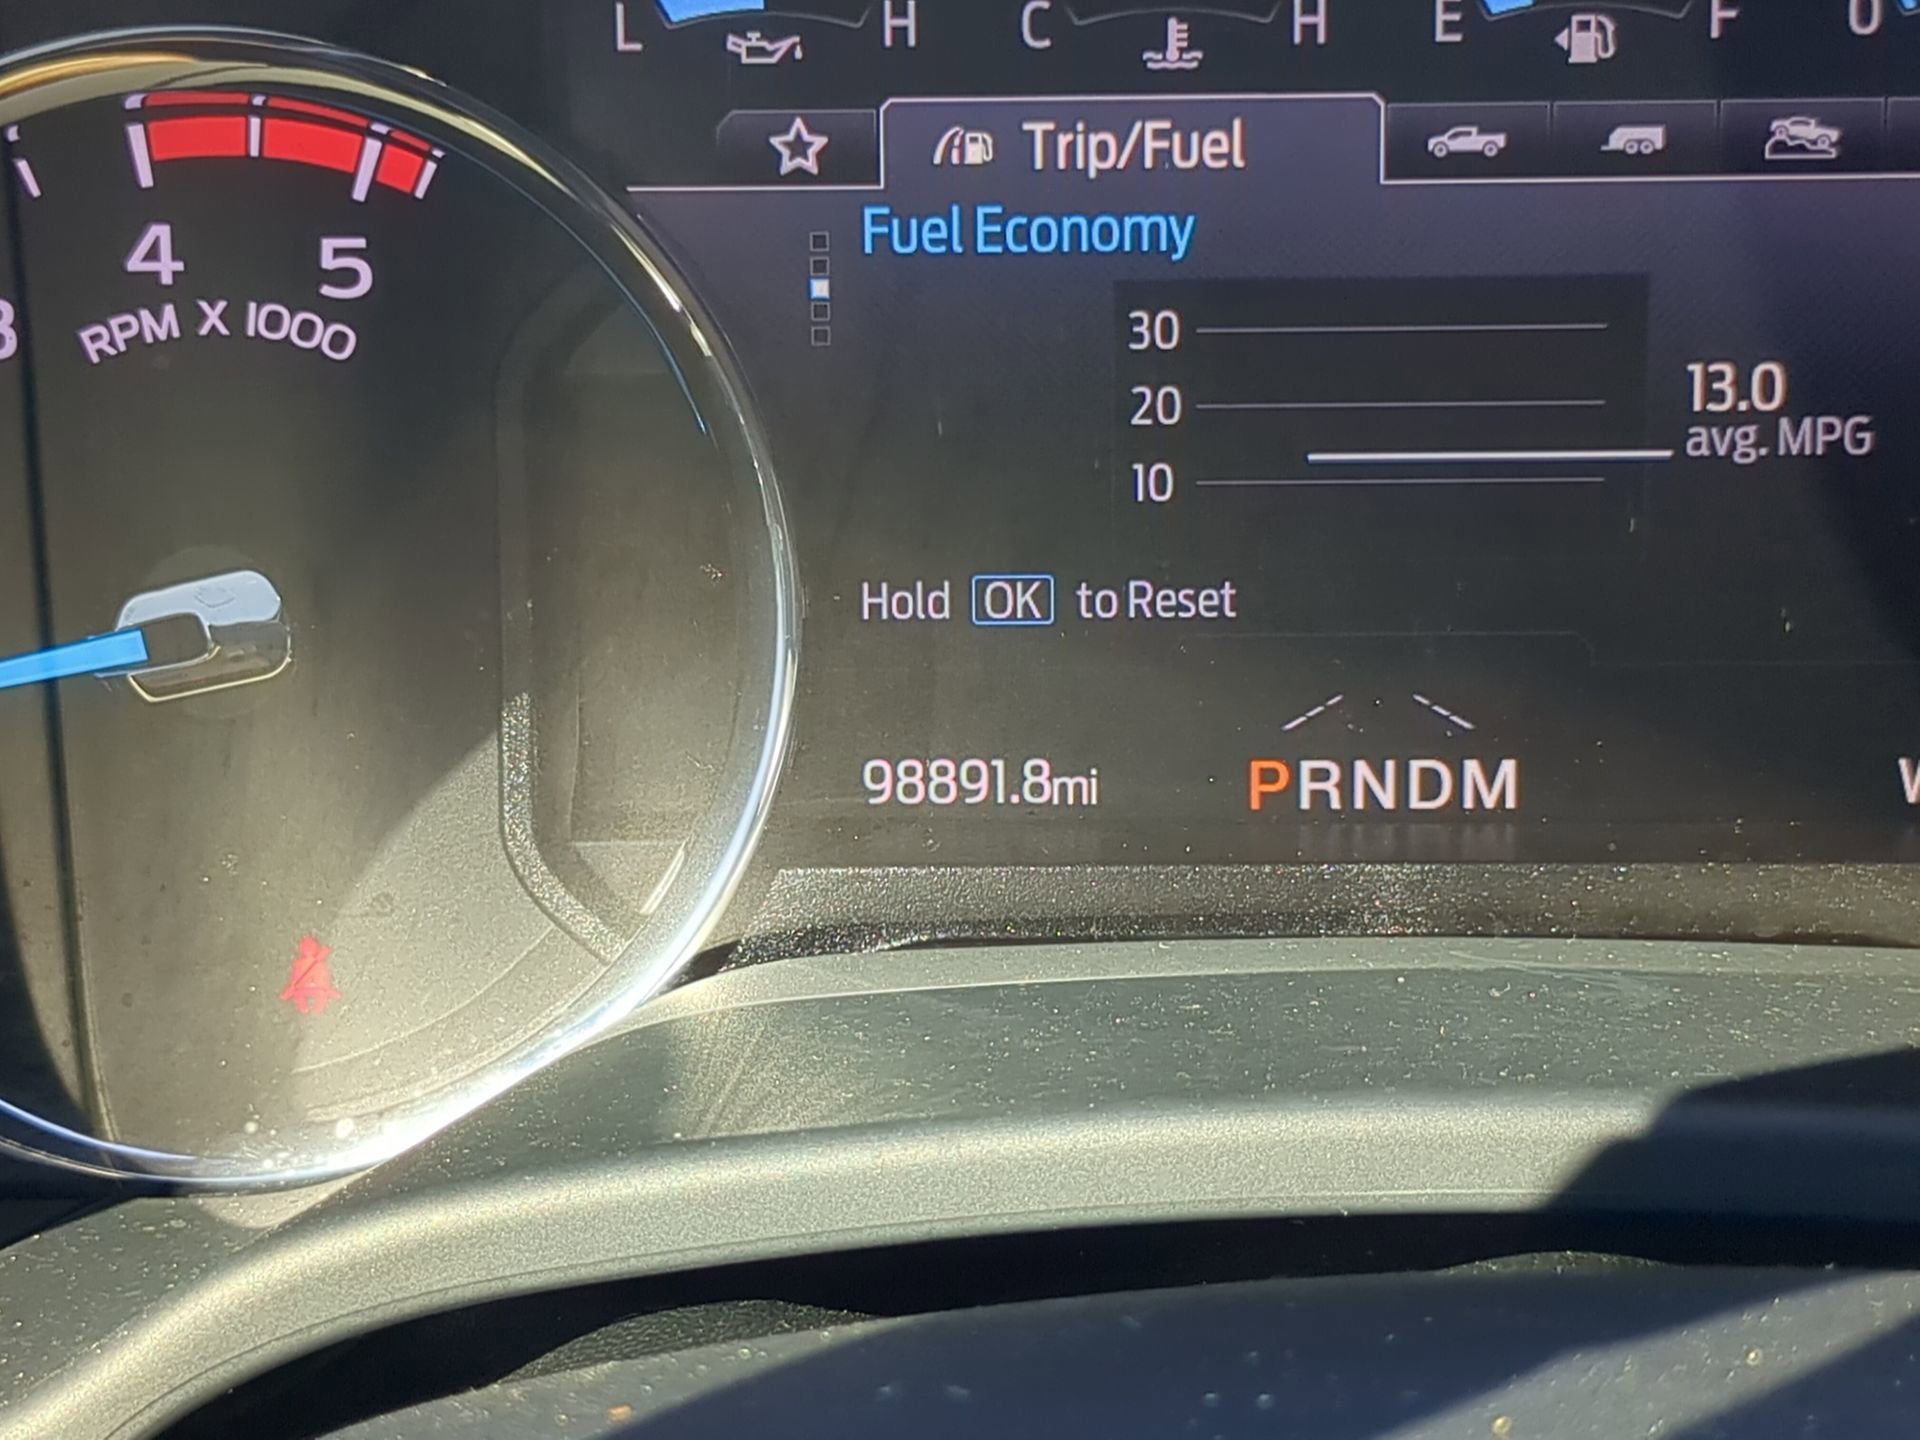 L H C H E F
Trip/Fuel
Fuel Economy
30
20
10
13.0
avg. MPG
4 5
RPM X 1000
Hold OK to Reset
98891.8mi
PRNDM